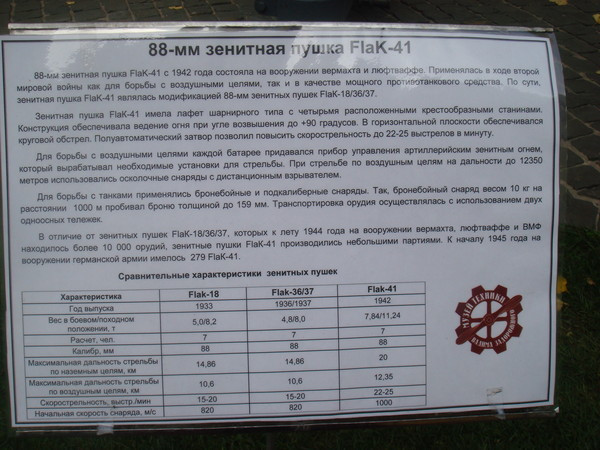 88-мм зенитная пушка FlaK-41
88-мм зенитная пушка FlaK-41 с 1942 года состояла на вооружении вермахта и люфтваффе. Применялась в ходе второй
мировой войны как для борьбы с воздушными целями, так и в качестве мощного противотанкового средства. По сути,
зенитная пушка FlaK-41 являлась модификацией 88-мм зенитных пушек FlaK-18/36/37.
Зенитная пушка FlaK-41 имела лафет шарнирного типа с четырьмя расположенными крестообразными станинами.
Конструкция обеспечивала ведение огня при угле возвышения до +90 градусов. В горизонтальной плоскости обеспечивался
круговой обстрел. Полуавтоматический затвор позволил повысить скорострельность до 22-25 выстрелов в минуту.
Для борьбы с воздушными целями каждой батарее придавался прибор управления артиллерийским зенитным огнем,
который вырабатывал необходимые установки для стрельбы. При стрельбе по воздушным целям на дальности до 12350
метров использовались осколочные снаряды с дистанционным взрывателем.
Для борьбы с танками применялись бронебойные и подкалиберные снаряды. Так, бронебойный снаряд весом 10 кг на
расстоянии 1000 м пробивал броню толщиной до 159 мм. Транспортировка орудия осуществлялась с использованием двух
одноосных тележек.
В отличие от зенитных пушек FlaK-18/36/37, которых к лету 1944 года на вооружении вермахта, люфтваффе и ВМФ
находилось более 10 000 орудий, зенитные пушки FlaK-41 производились небольшими партиями. К началу 1945 года на
вооружении германской армии имелось 279 FlaK-41.
Сравнительные характеристики зенитных пушек
Характеристика Flak-18 Flak-36/37 Flak-41
Год выпуска 1933 1936/1937 1942
Вес в боевом/походном положении, т 5,0/8,2 4,8/8,0 7,84/11,24
Расчет, чел. 7 7 7
Калибр, мм 88 88 88
Максимальная дальность стрельбы по наземным целям, км 14,86 14,86 20
Максимальная дальность стрельбы по воздушным целям, км 10,6 10,6 12,35
Скорострельность, выстр./мин 15-20 15-20 22-25
Начальная скорость снаряда, м/с 820 820 1000
МУЗЕЙ ТЕХНИКИ
ВАДИМА ЗАДОРОЖНОГО